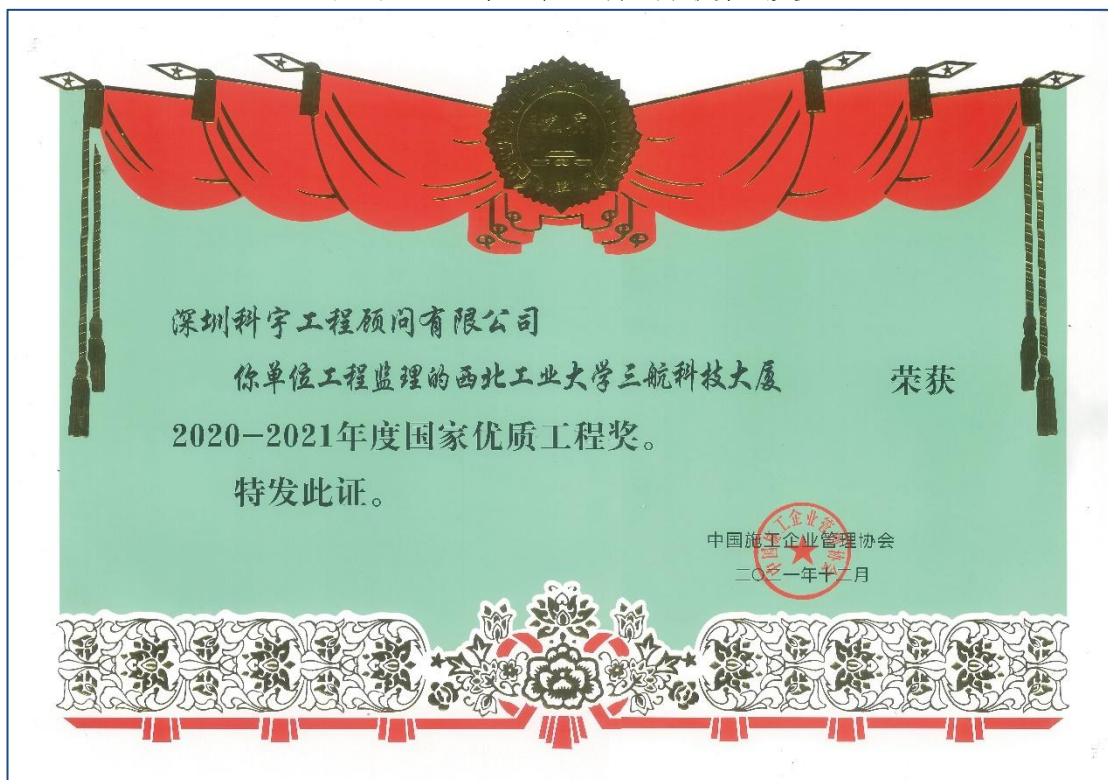 深圳科宇工程顾问有限公司
你单位工程监理的西北工业大学三航科技大厦 荣获
2020-2021年度国家优质工程奖。
特发此证。
中国施工企业管理协会
二〇二一年十二月